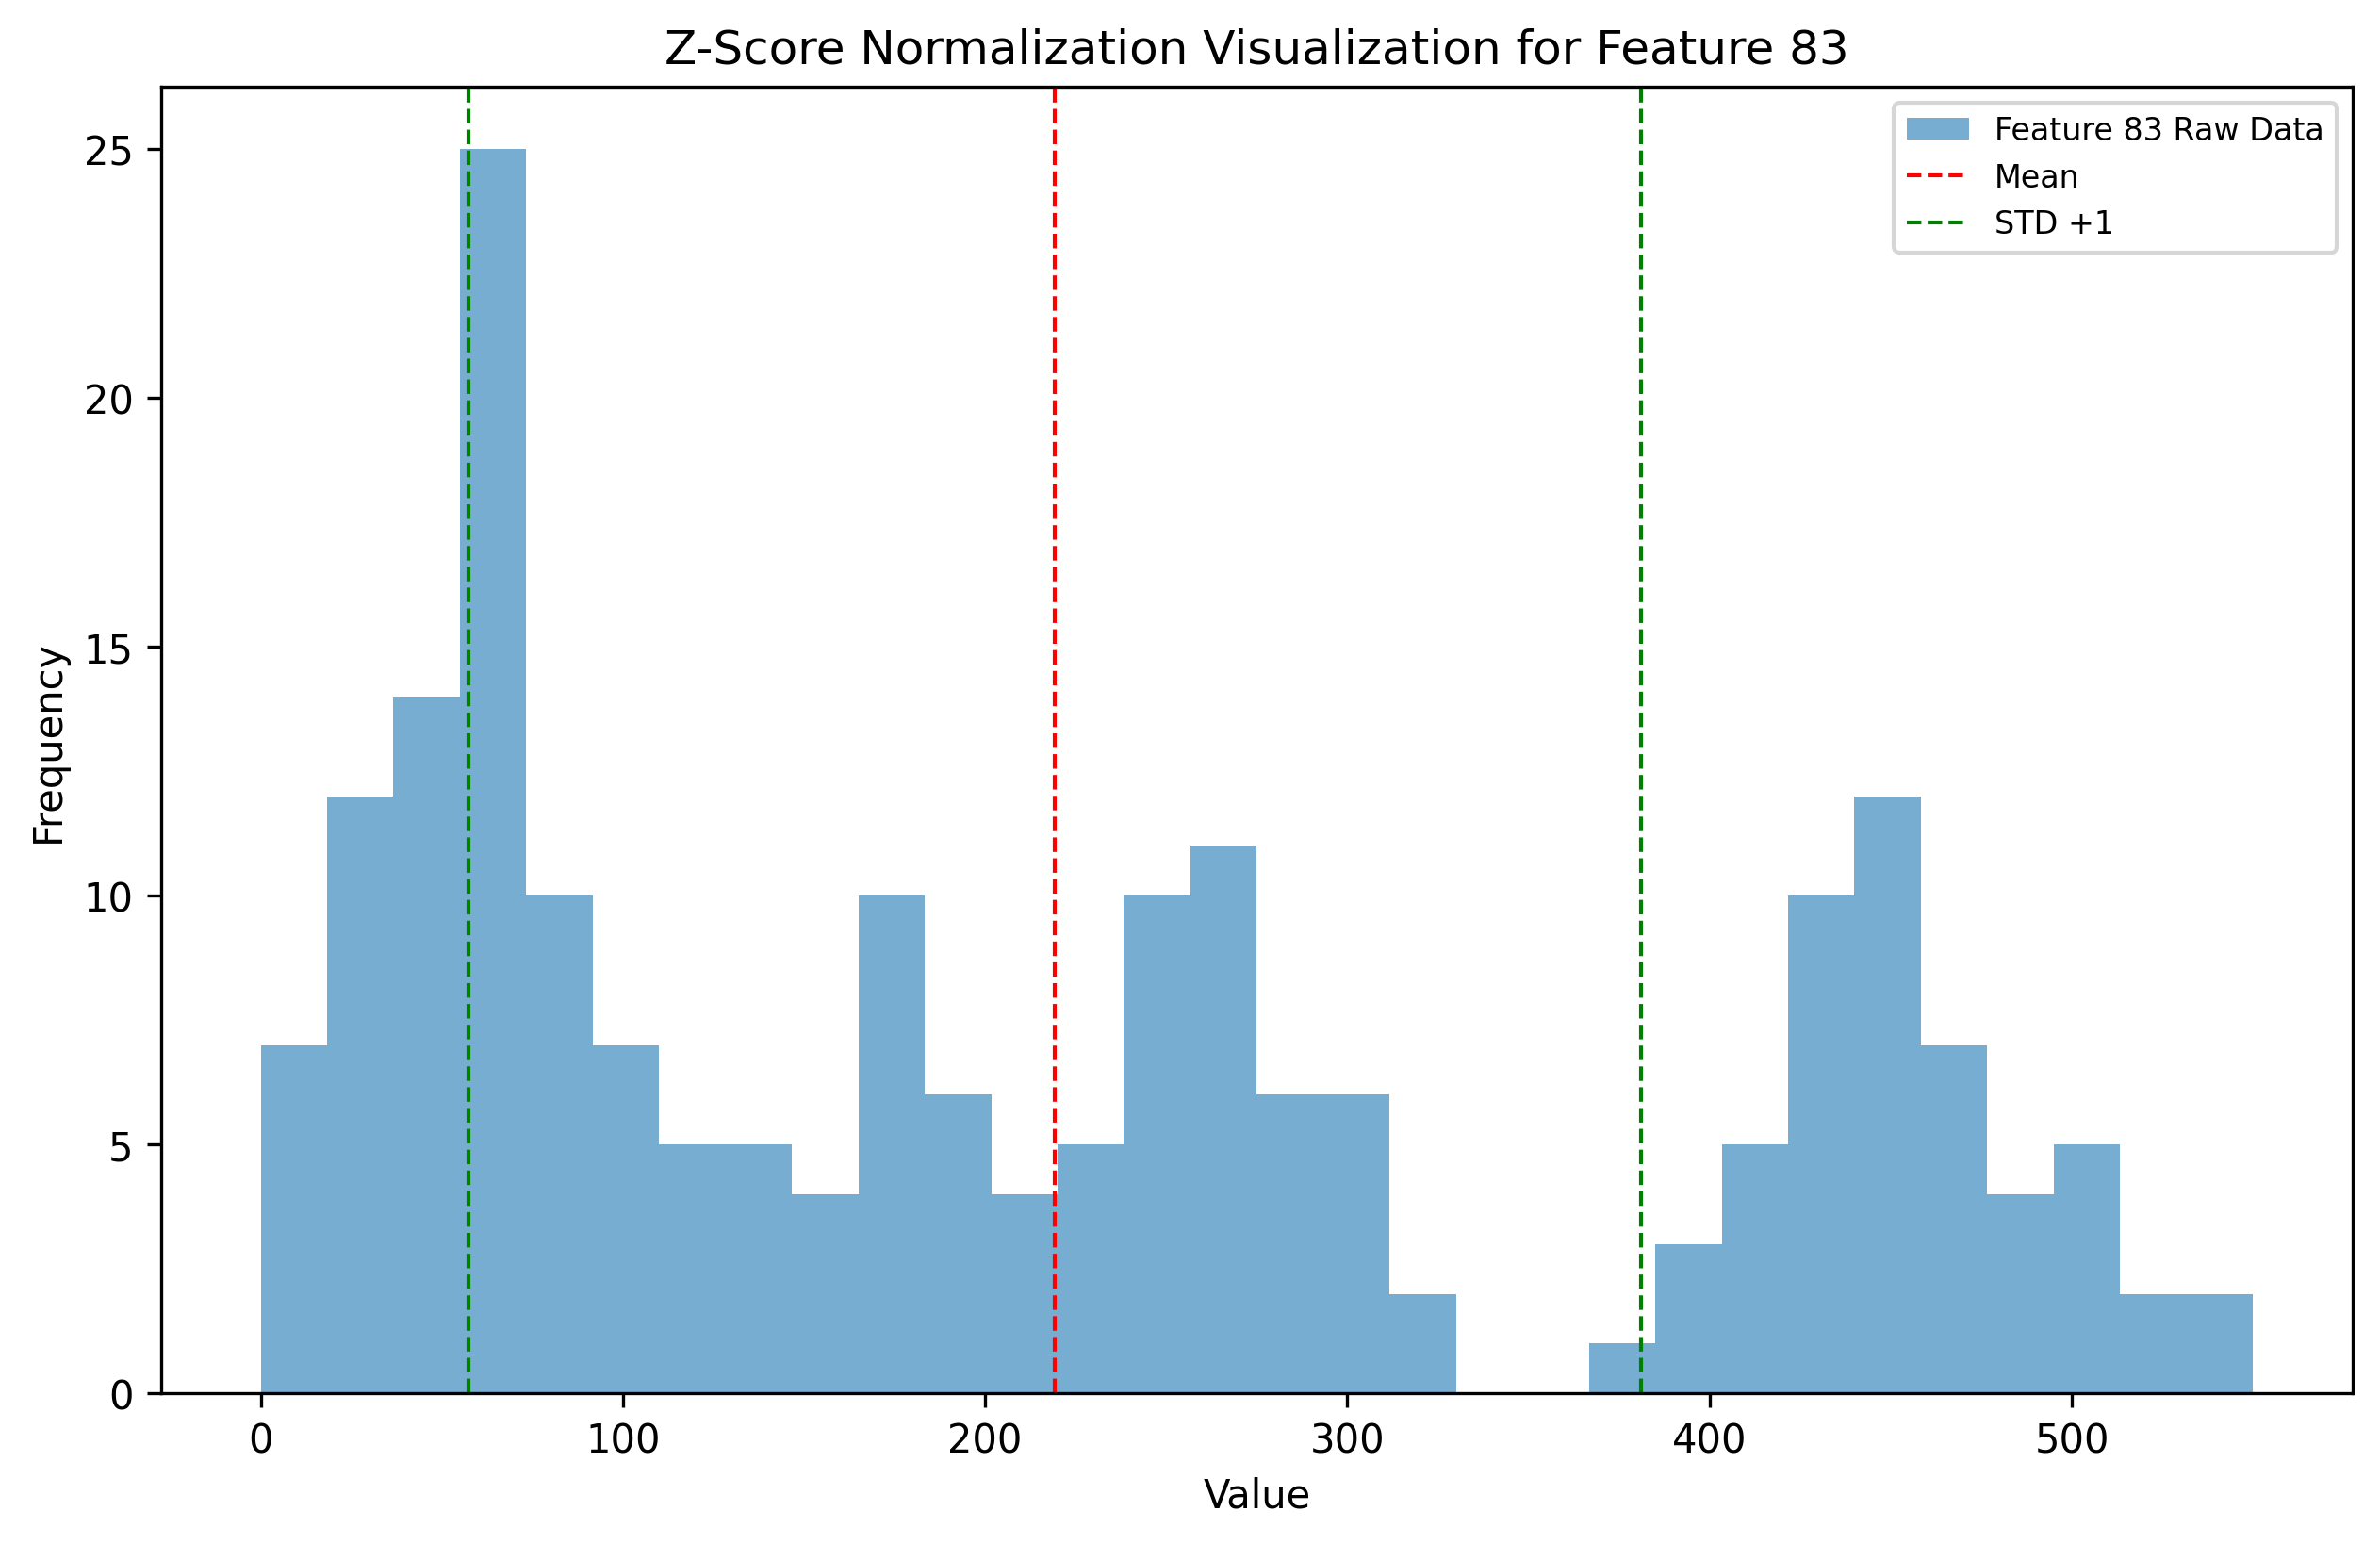 Z-Score Normalization Visualization for Feature 83
Feature 83 Raw Data
Mean
STD +1
25
20
15
10
5
0
Frequency
0 100 200 300 400 500
Value